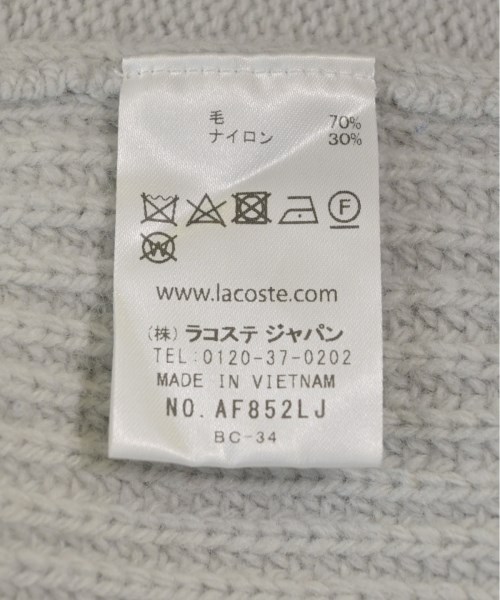 毛 70%
ナイロン 30%
F
W
www.lacoste.com
(株) ラコステ ジャパン
TEL:0120-37-0202
MADE IN VIETNAM
NO. AF852LJ
BC-34